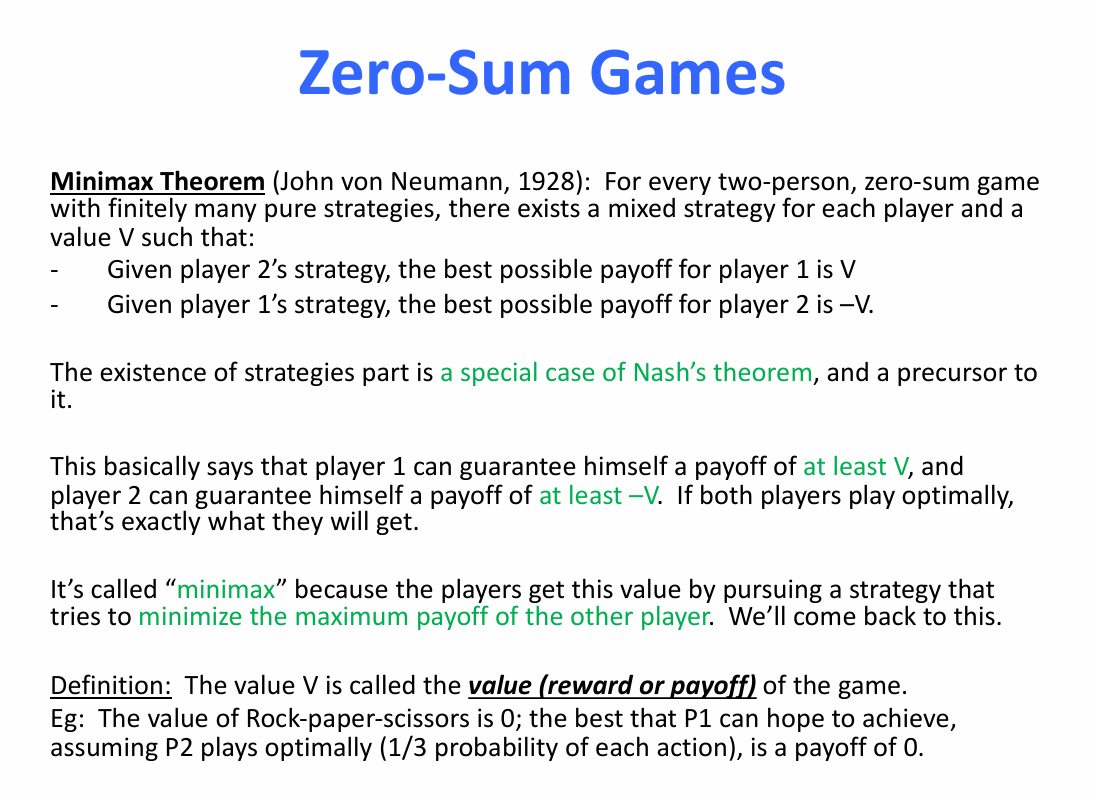 Zero-Sum Games
Minimax Theorem (John von Neumann, 1928):  For every two-person, zero-sum game
with finitely many pure strategies, there exists a mixed strategy for each player and a
value V such that:
- Given player 2’s strategy, the best possible payoff for player 1 is V
- Given player 1’s strategy, the best possible payoff for player 2 is –V.
The existence of strategies part is a special case of Nash’s theorem, and a precursor to
it.
This basically says that player 1 can guarantee himself a payoff of at least V, and
player 2 can guarantee himself a payoff of at least –V.  If both players play optimally,
that’s exactly what they will get.
It’s called “minimax” because the players get this value by pursuing a strategy that
tries to minimize the maximum payoff of the other player.  We’ll come back to this.
Definition:  The value V is called the value (reward or payoff) of the game.
Eg:  The value of Rock-paper-scissors is 0; the best that P1 can hope to achieve,
assuming P2 plays optimally (1/3 probability of each action), is a payoff of 0.